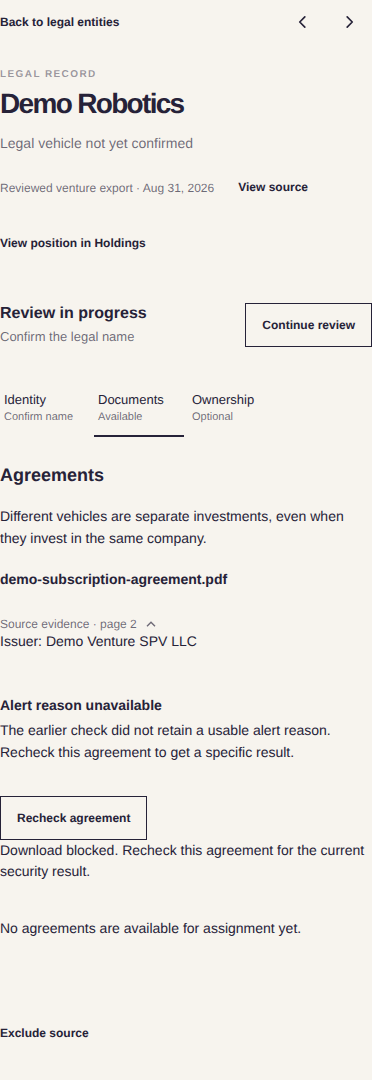 Back to legal entities
LEGAL RECORD
Demo Robotics
Legal vehicle not yet confirmed
Reviewed venture export · Aug 31, 2026 View source
View position in Holdings
Review in progress
Confirm the legal name
Continue review
Identity Documents Ownership
Confirm name Available Optional
Agreements
Different vehicles are separate investments, even when
they invest in the same company.
demo-subscription-agreement.pdf
Source evidence · page 2
Issuer: Demo Venture SPV LLC
Alert reason unavailable
The earlier check did not retain a usable alert reason.
Recheck this agreement to get a specific result.
Recheck agreement
Download blocked. Recheck this agreement for the current
security result.
No agreements are available for assignment yet.
Exclude source